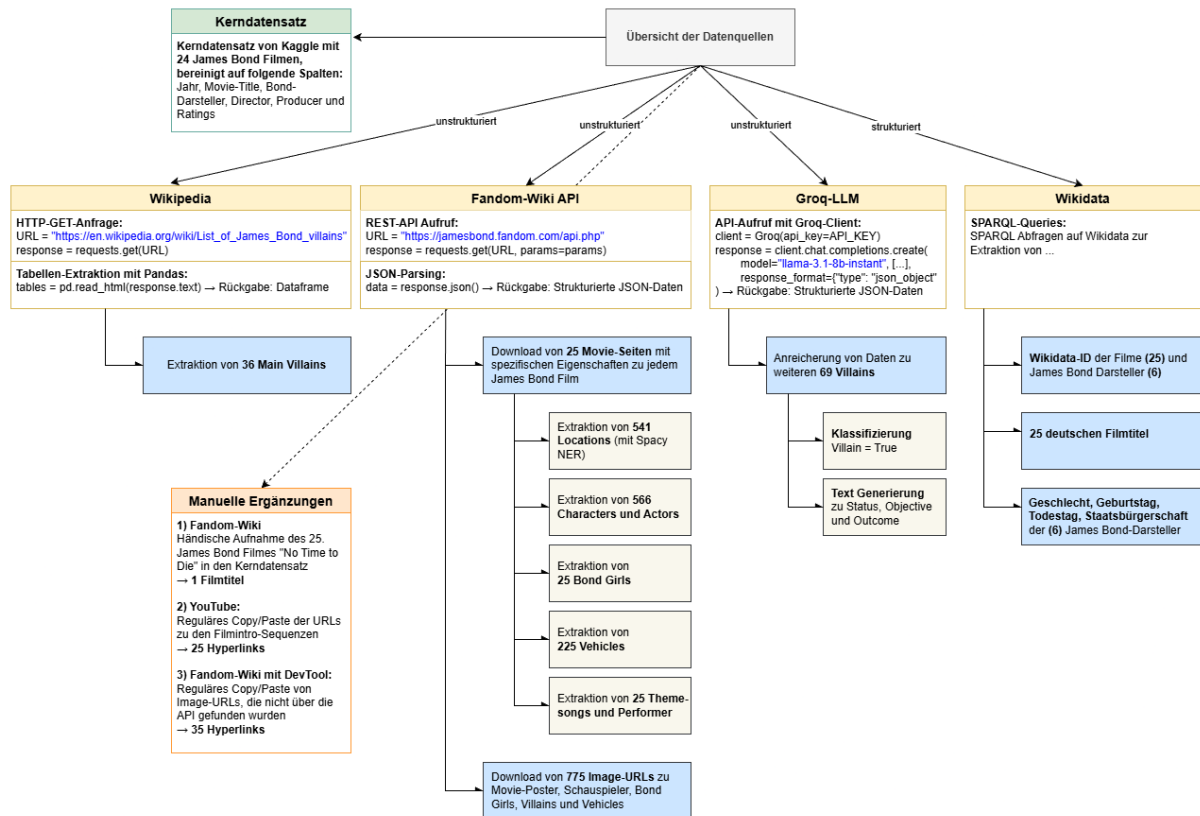 Kerndatensatz
Kerndatensatz von Kaggle mit
24 James Bond Filmen,
bereinigt auf folgende Spalten:
Jahr, Movie-Title, Bond-
Darsteller, Director, Producer und
Ratings
Übersicht der Datenquellen
unstrukturiert
unstrukturiert
unstrukturiert
strukturiert
Wikipedia
HTTP-GET-Anfrage:
URL = "https://en.wikipedia.org/wiki/List_of_James_Bond_villains"
response = requests.get(URL)
Tabellen-Extraktion mit Pandas:
tables = pd.read_html(response.text) → Rückgabe: Dataframe
Extraktion von 36 Main Villains
Fandom-Wiki API
REST-API Aufruf:
URL = "https://jamesbond.fandom.com/api.php"
response = requests.get(URL, params=params)
JSON-Parsing:
data = response.json() → Rückgabe: Strukturierte JSON-Daten
Download von 25 Movie-Seiten mit
spezifischen Eigenschaften zu jedem
James Bond Film
Extraktion von 541
Locations (mit Spacy
NER)
Extraktion von 566
Characters und Actors
Extraktion von
25 Bond Girls
Extraktion von
225 Vehicles
Extraktion von 25 Theme-
songs und Performer
Download von 775 Image-URLs zu
Movie-Poster, Schauspieler, Bond
Girls, Villains und Vehicles
Groq-LLM
API-Aufruf mit Groq-Client:
client = Groq(api_key=API_KEY)
response = client.chat.completions.create(
model="llama-3.1-8b-instant", [...],
response_format={"type": "json_object"
) → Rückgabe: Strukturierte JSON-Daten
Anreicherung von Daten zu
weiteren 69 Villains
Klassifizierung
Villain = True
Text Generierung
zu Status, Objective
und Outcome
Wikidata
SPARQL-Queries:
SPARQL Abfragen auf Wikidata zur
Extraktion von ...
Wikidata-ID der Filme (25) und
James Bond Darsteller (6)
25 deutschen Filmtitel
Geschlecht, Geburtstag,
Todestag, Staatsbürgerschaft
der (6) James Bond-Darsteller
Manuelle Ergänzungen
1) Fandom-Wiki
Händische Aufnahme des 25.
James Bond Filmes "No Time to
Die" in den Kerndatensatz
→ 1 Filmtitel
2) YouTube:
Reguläres Copy/Paste der URLs
zu den Filmintro-Sequenzen
→ 25 Hyperlinks
3) Fandom-Wiki mit DevTool:
Reguläres Copy/Paste von
Image-URLs, die nicht über die
API gefunden wurden
→ 35 Hyperlinks